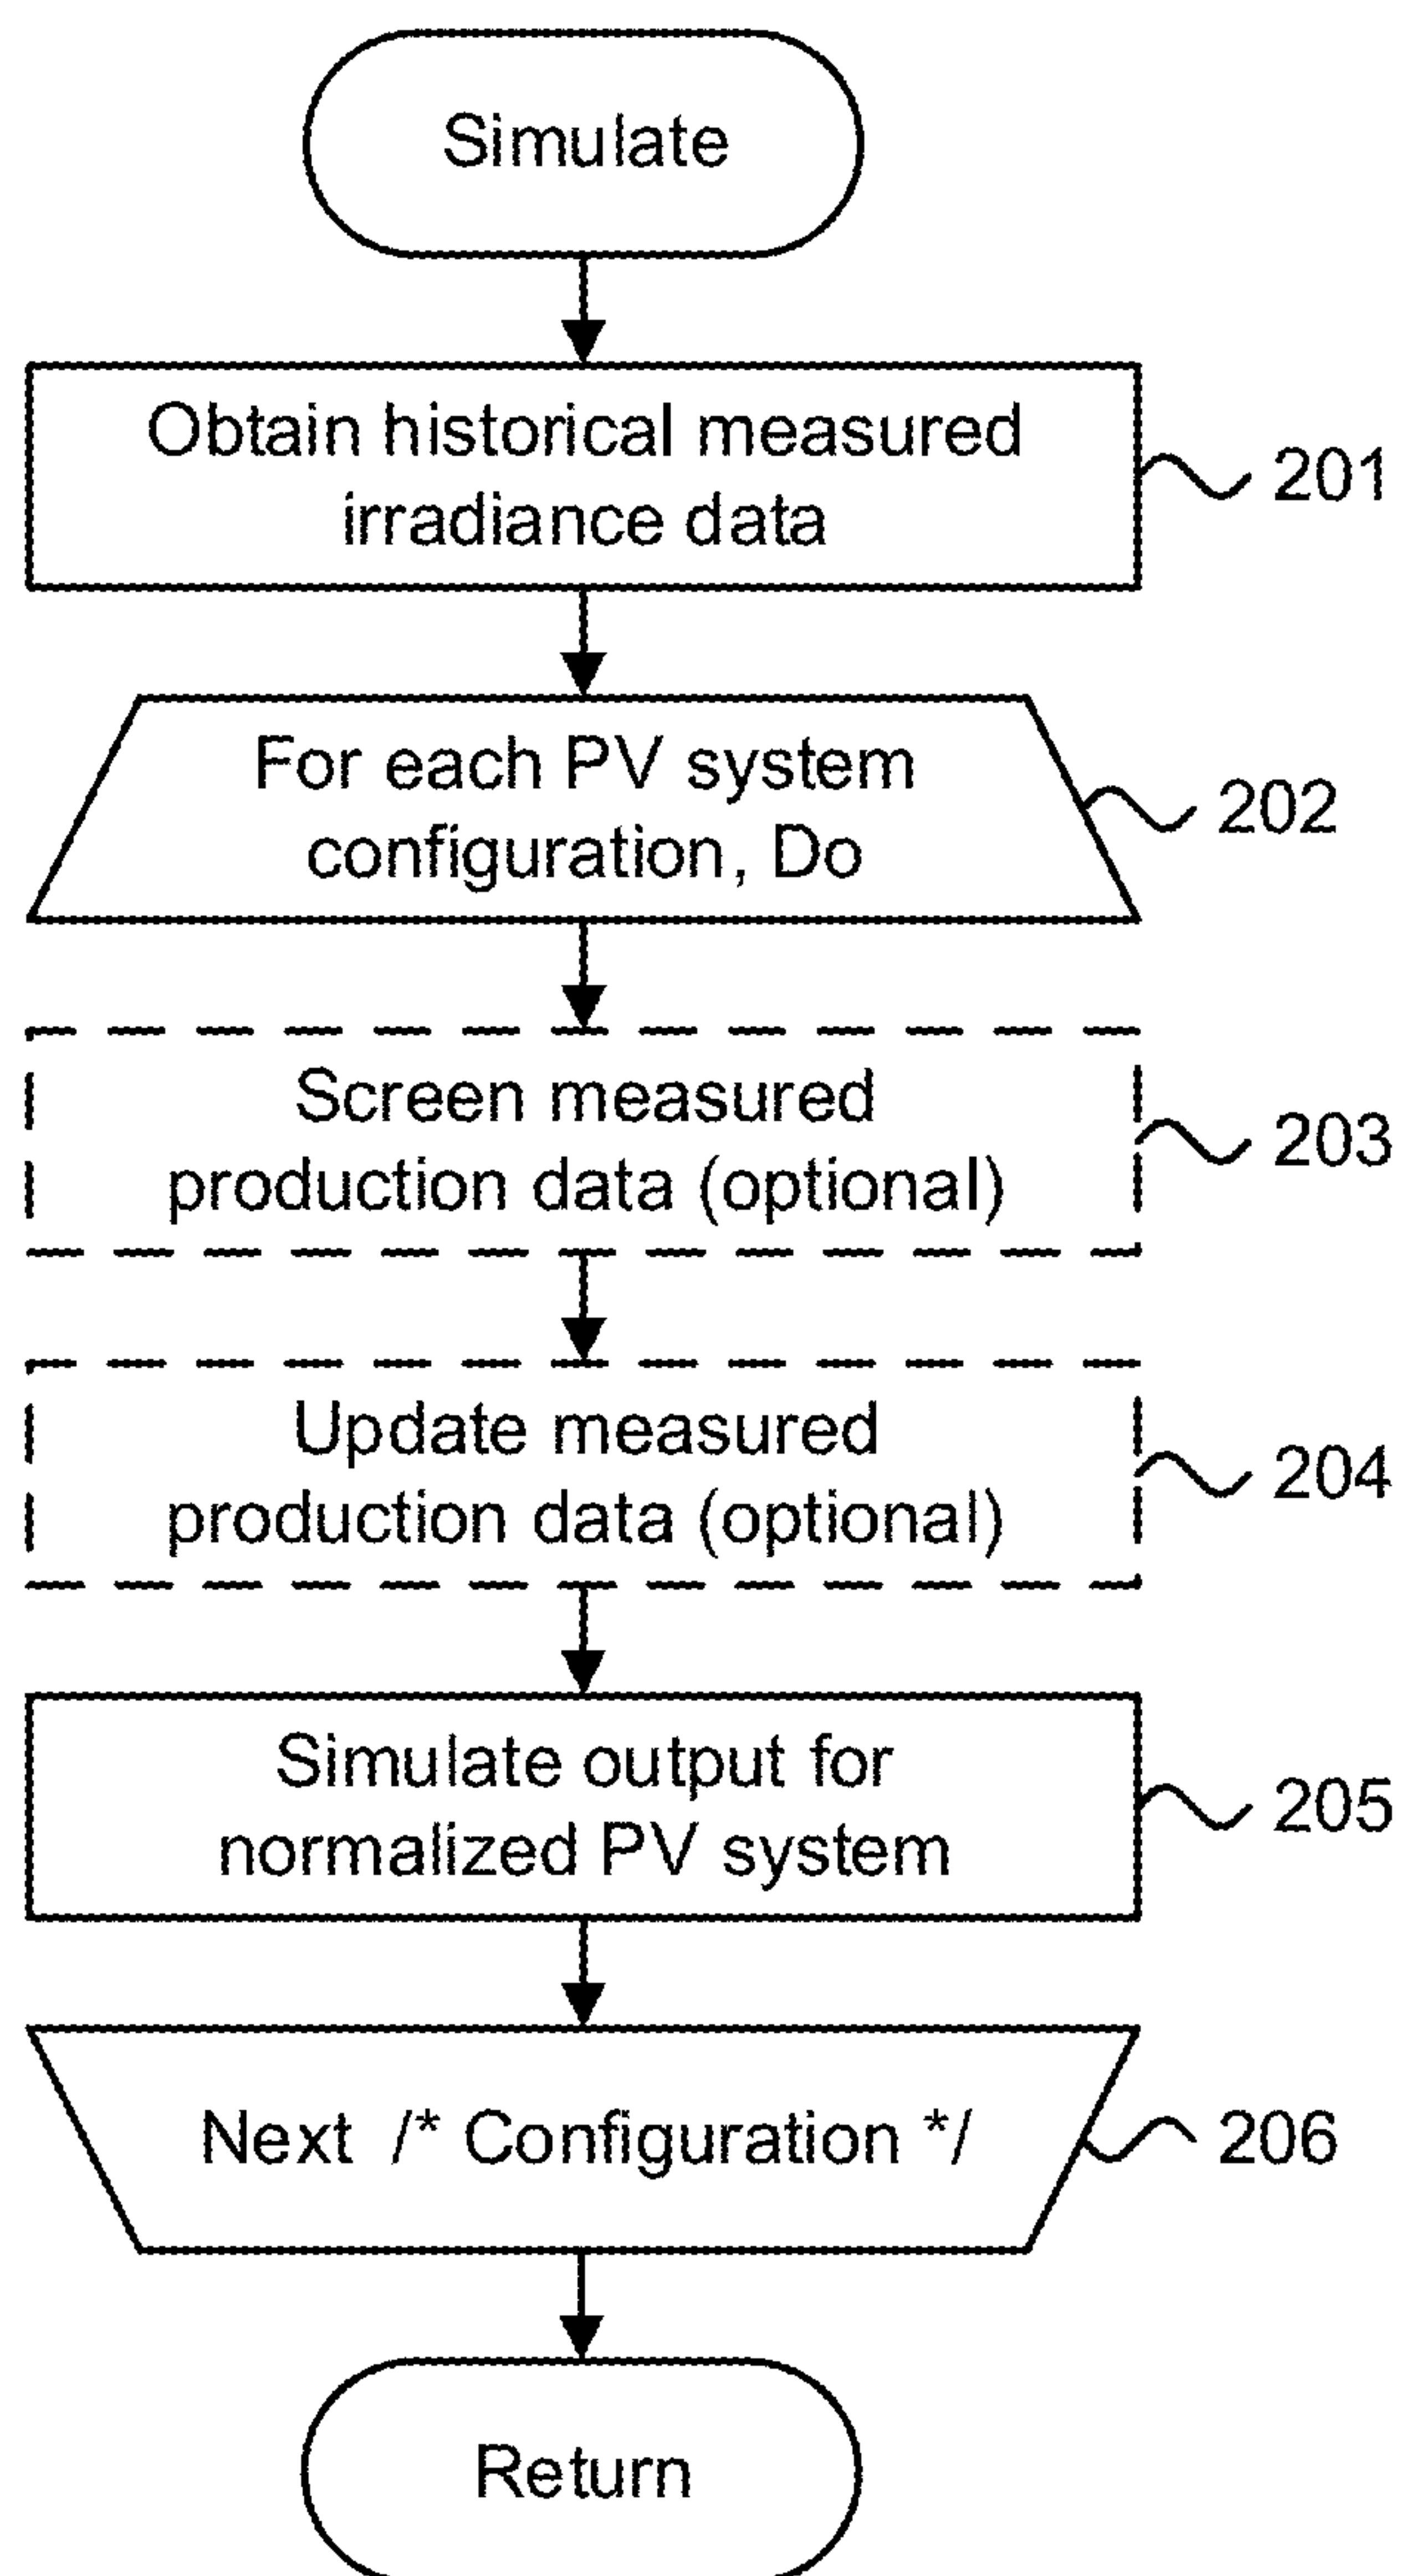 Simulate
Obtain historical measured
irradiance data
201
For each PV system
configuration, Do
202
Screen measured
production data (optional)
203
Update measured
production data (optional)
204
Simulate output for
normalized PV system
205
Next /* Configuration */
206
Return